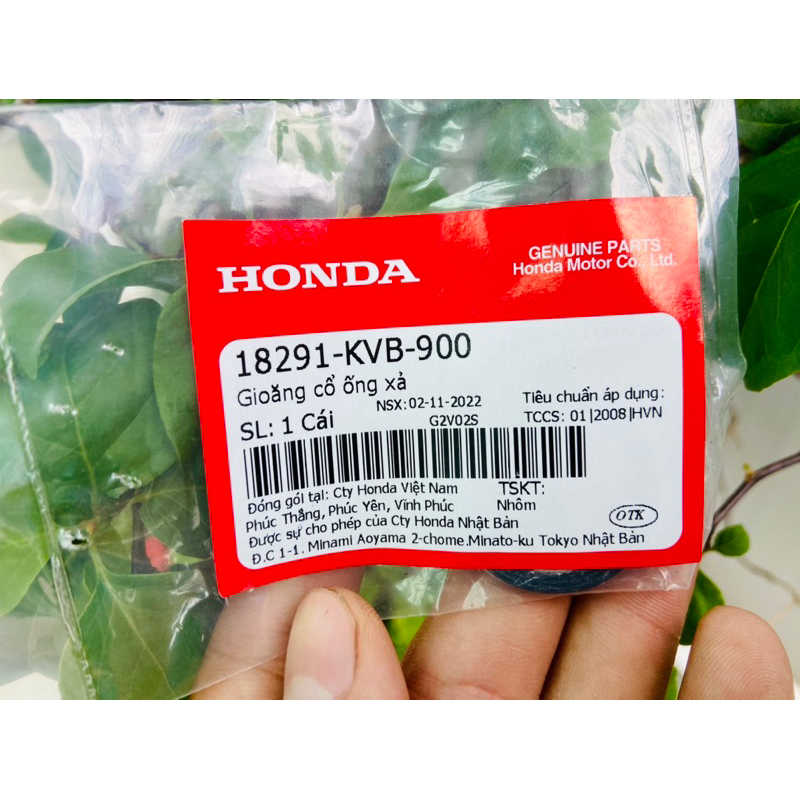 HONDA
GENUINE PARTS
Honda Motor Co., Ltd.
18291-KVB-900
Gioăng cổ ống xả
NSX: 02-11-2022
Tiêu chuẩn áp dụng:
SL: 1 Cái
G2V02S
TCCS: 01|2008|HVN
Đóng gói tại: Cty Honda Việt Nam
TSKT:
Phúc Thắng, Phúc Yên, Vĩnh Phúc
Nhôm
Được sự cho phép của Cty Honda Nhật Bản
OTK
Đ.C 1-1. Minami Aoyama 2-chome.Minato-ku Tokyo Nhật Bản